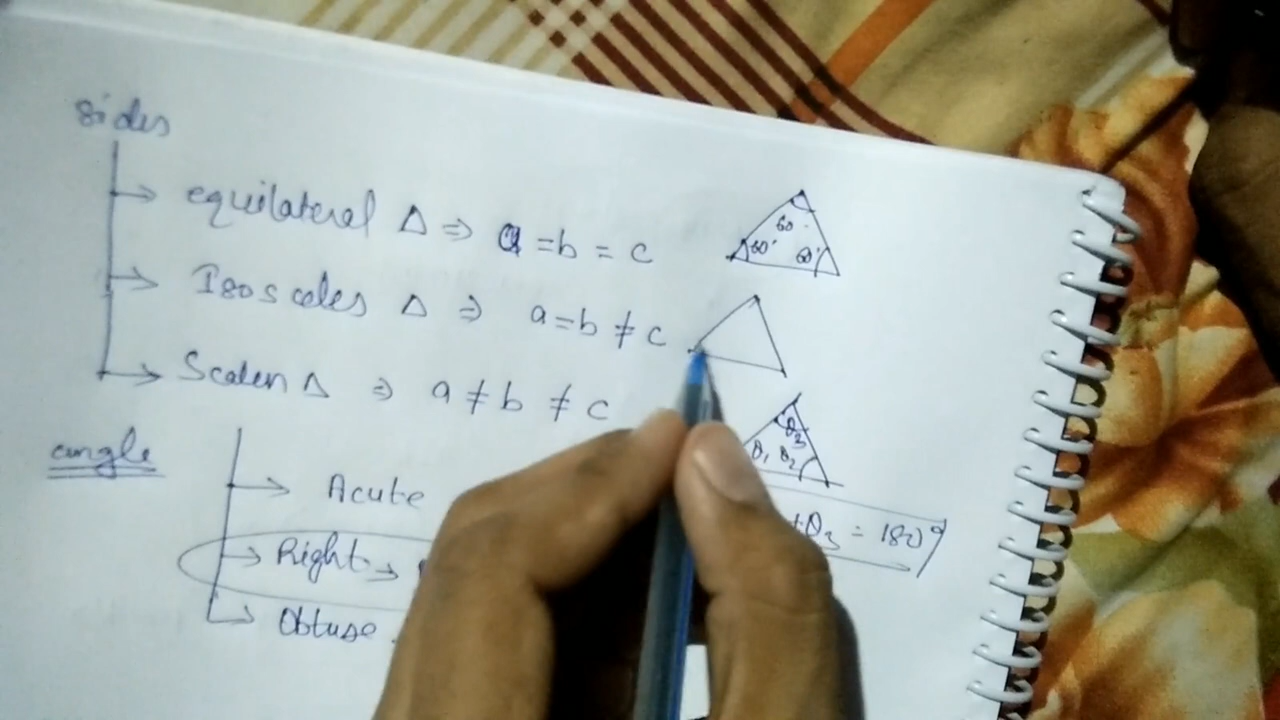 sides
equilateral Δ ⇒ a = b = c
60° 60° 60°
Isosceles Δ ⇒ a = b ≠ c
Scalen Δ ⇒ a ≠ b ≠ c
θ1 θ2 θ3
angle
Acute
+θ3 = 180°
Right →
Obtuse